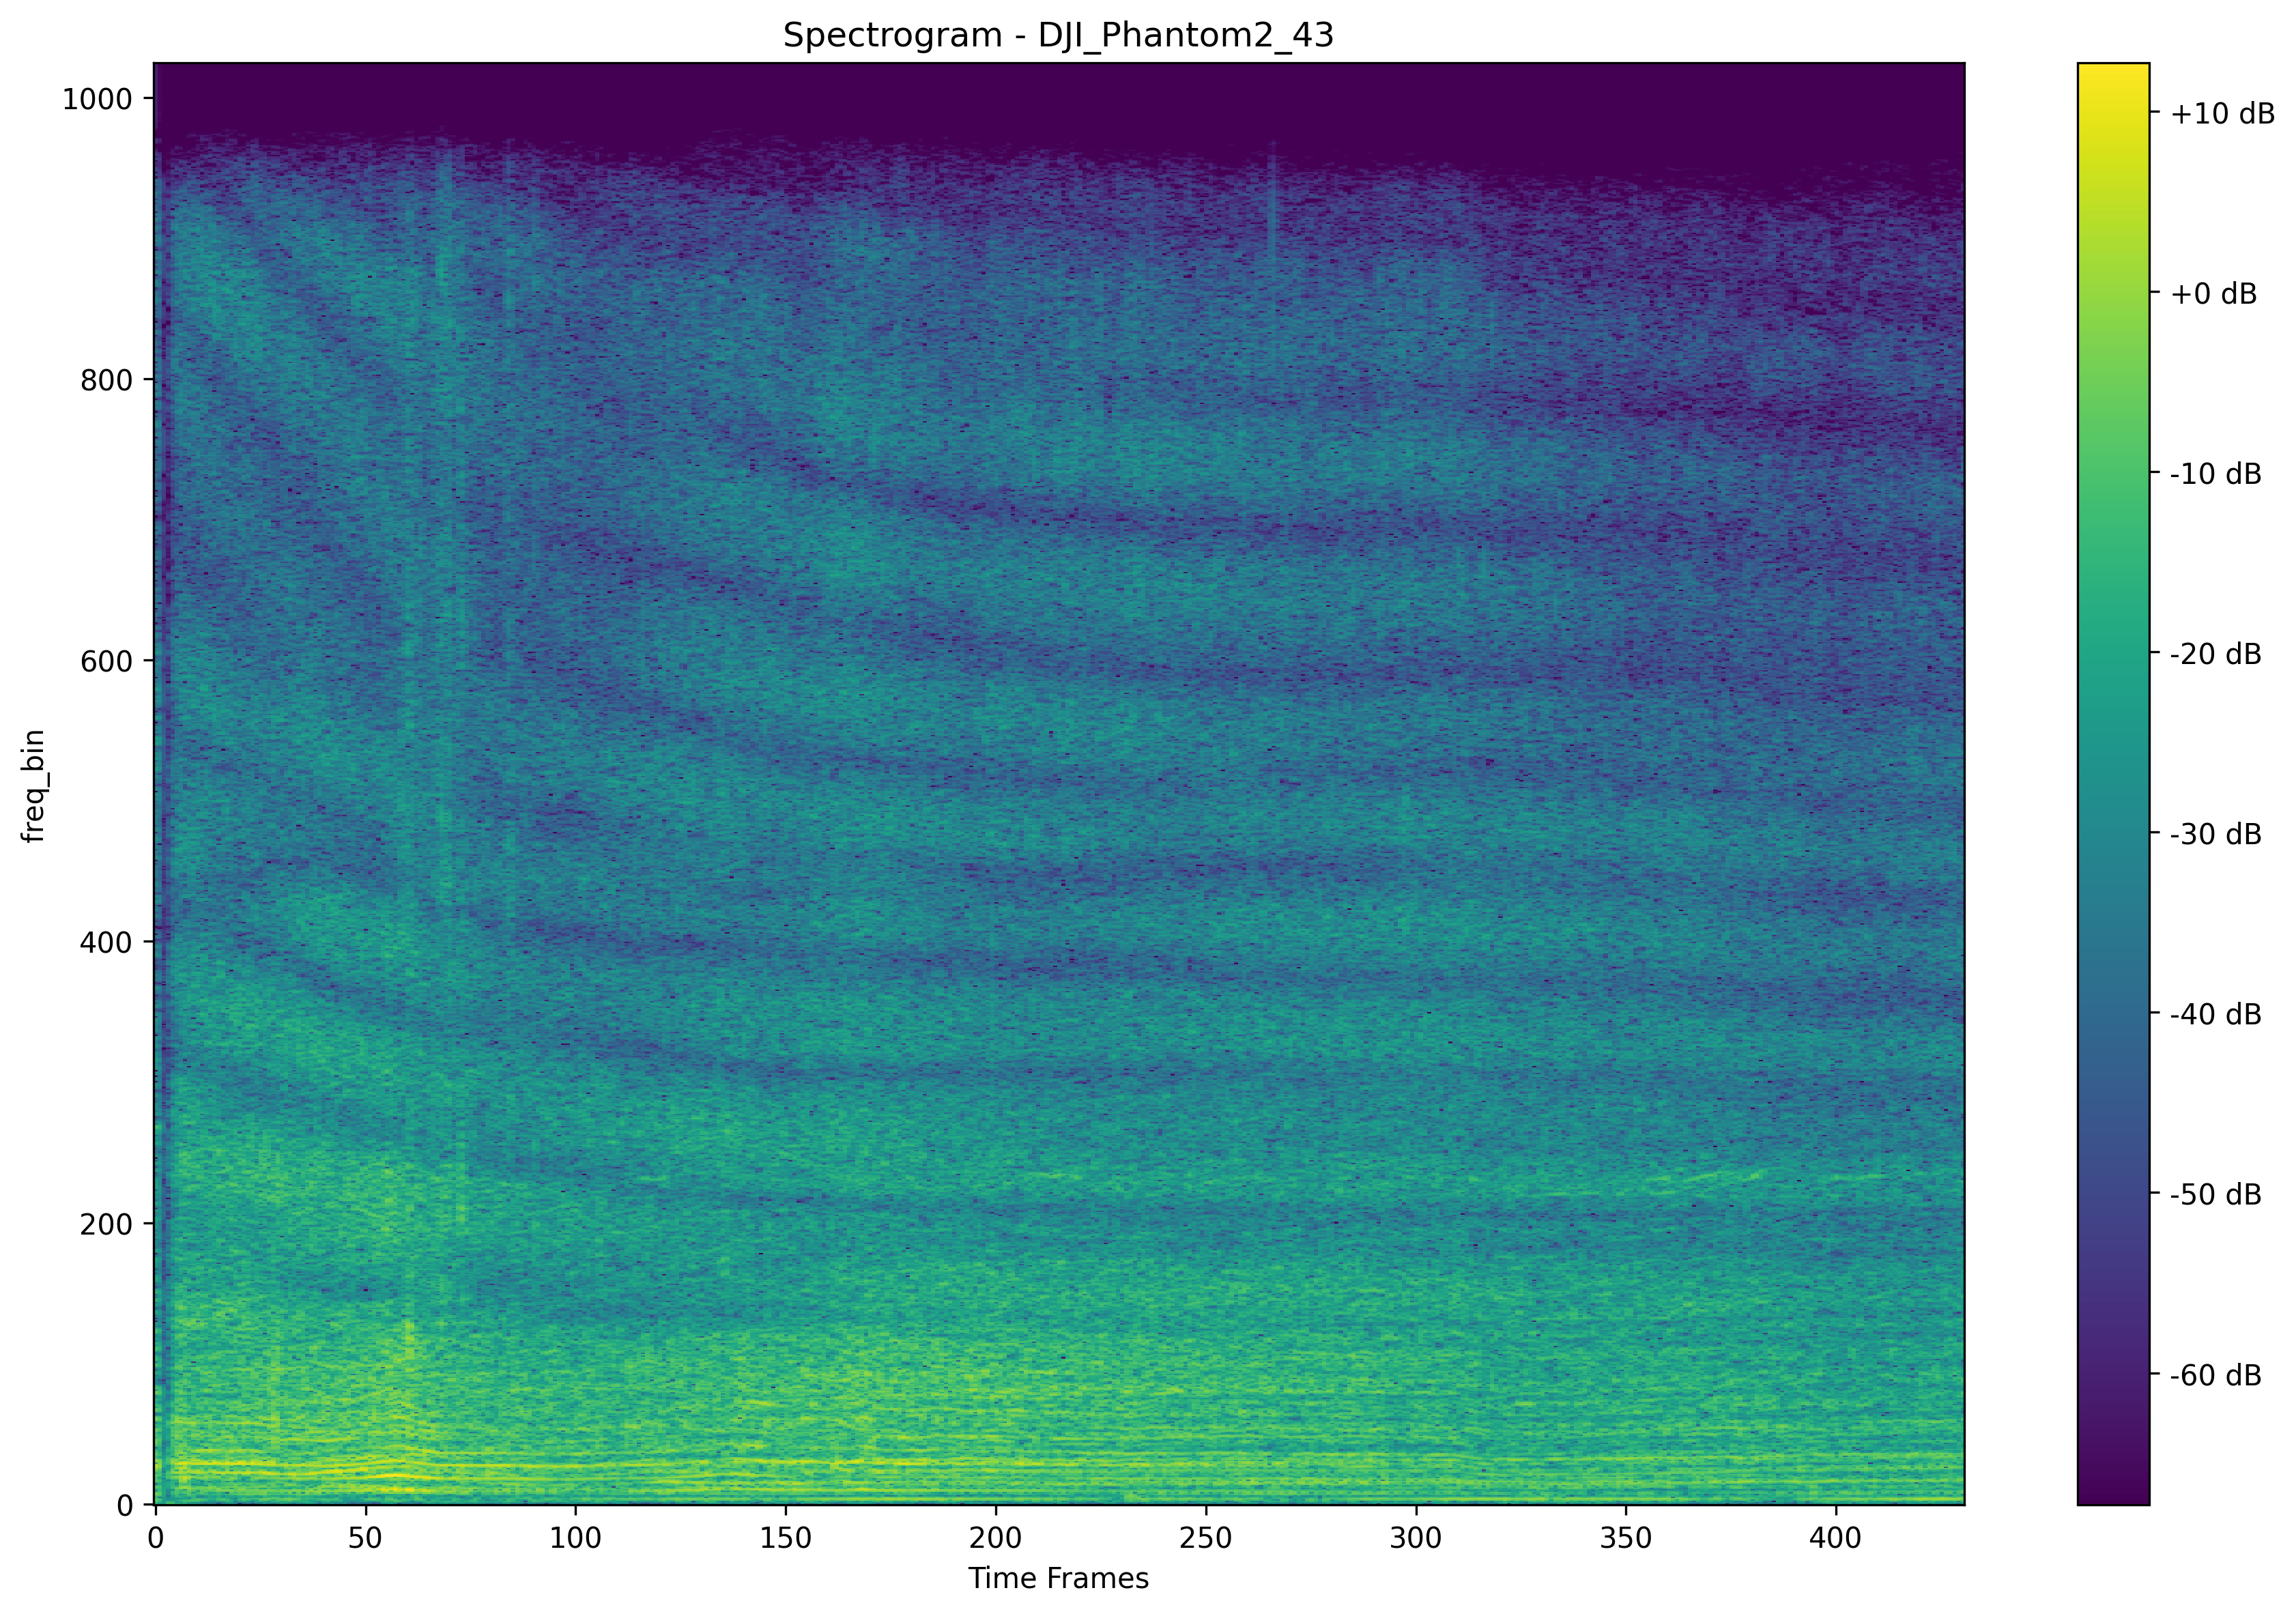 Spectrogram - DJI_Phantom2_43
1000
800
600
400
200
0
freq_bin
0 50 100 150 200 250 300 350 400
Time Frames
+10 dB
+0 dB
-10 dB
-20 dB
-30 dB
-40 dB
-50 dB
-60 dB